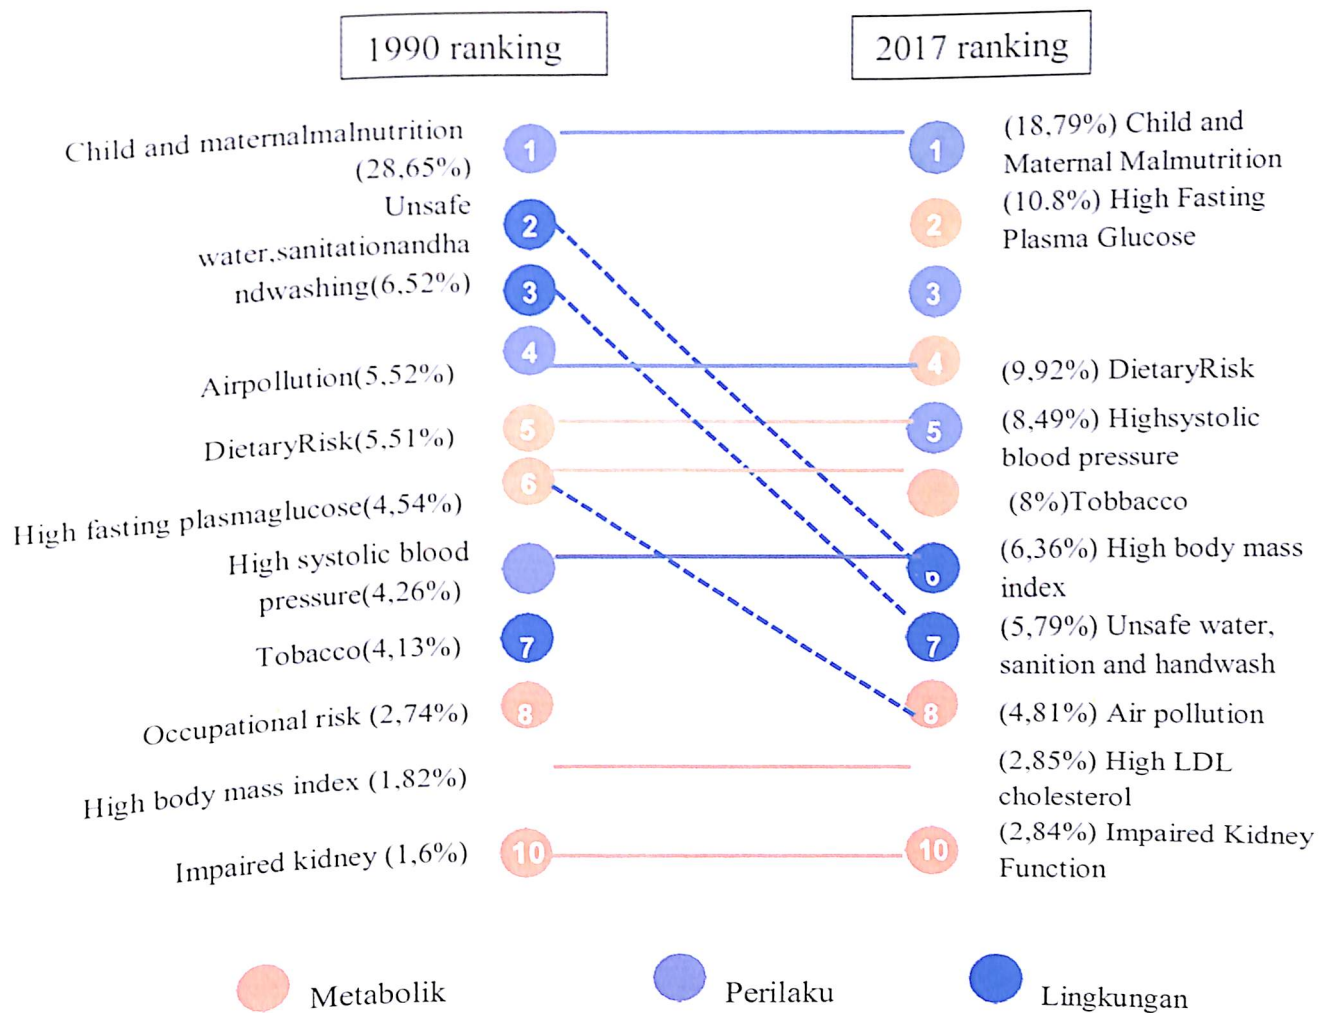 1990 ranking
2017 ranking
Child and maternalmalnutrition
(28,65%)
Unsafe
water,sanitationandha
ndwashing(6,52%)
Airpollution(5,52%)
DietaryRisk(5,51%)
High fasting plasmaglucose(4,54%)
High systolic blood
pressure(4,26%)
Tobacco(4,13%)
Occupational risk (2,74%)
High body mass index (1,82%)
Impaired kidney (1,6%)
1
2
3
4
5
6
7
8
10
1
2
3
4
5
7
8
10
(18,79%) Child and
Maternal Malmutrition
(10.8%) High Fasting
Plasma Glucose
(9,92%) DietaryRisk
(8,49%) Highsystolic
blood pressure
(8%)Tobbacco
(6,36%) High body mass
index
(5,79%) Unsafe water,
sanition and handwash
(4,81%) Air pollution
(2,85%) High LDL
cholesterol
(2,84%) Impaired Kidney
Function
Metabolik
Perilaku
Lingkungan